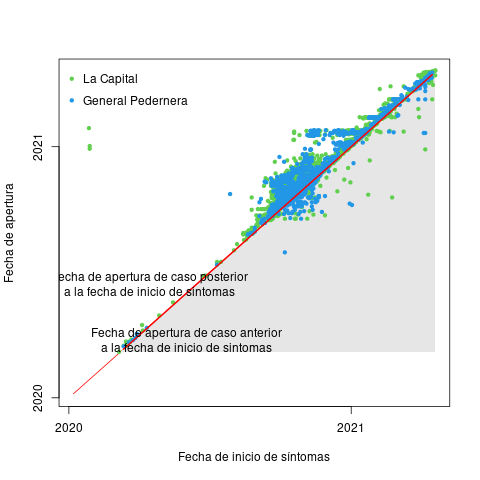 La Capital
General Pedernera
2021
Fecha de apertura
echa de apertura de caso posterior
a la fecha de inicio de síntomas
Fecha de apertura de caso anterior
a la fecha de inicio de sintomas
2020
2020
2021
Fecha de inicio de síntomas